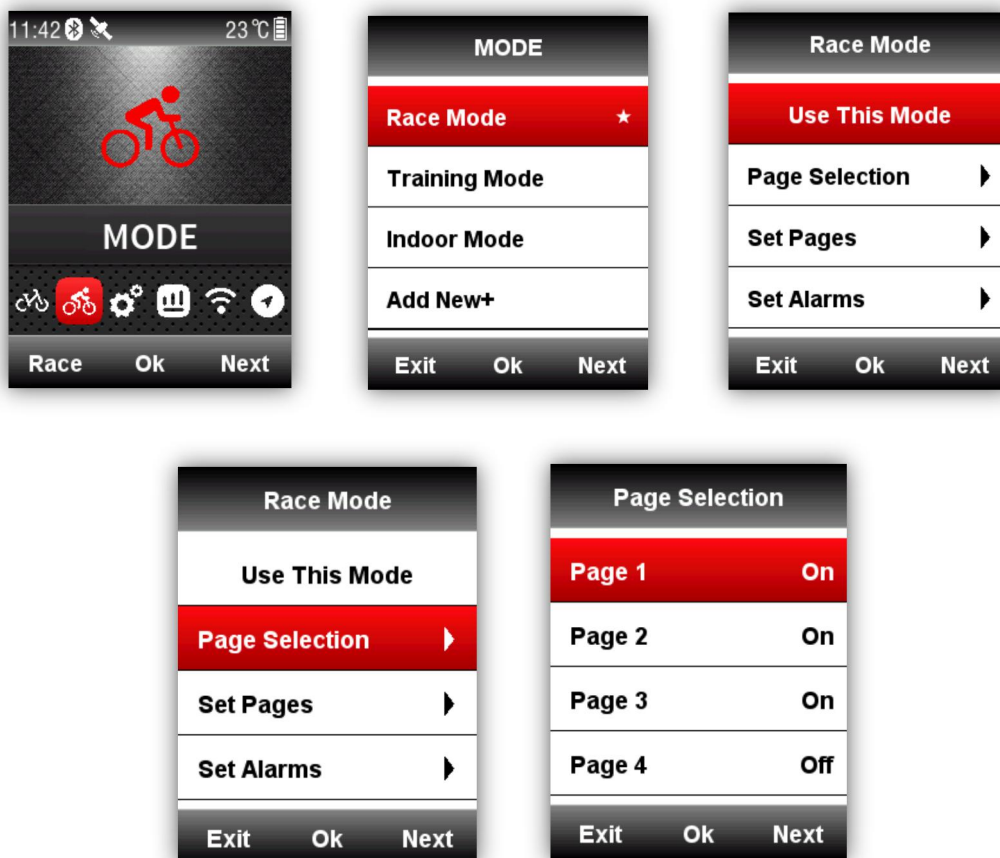 11:42 23 ℃
MODE
Race Ok Next
MODE
Race Mode
Training Mode
Indoor Mode
Add New+
Exit Ok Next
Race Mode
Use This Mode
Page Selection
Set Pages
Set Alarms
Exit Ok Next
Race Mode
Use This Mode
Page Selection
Set Pages
Set Alarms
Exit Ok Next
Page Selection
Page 1 On
Page 2 On
Page 3 On
Page 4 Off
Exit Ok Next